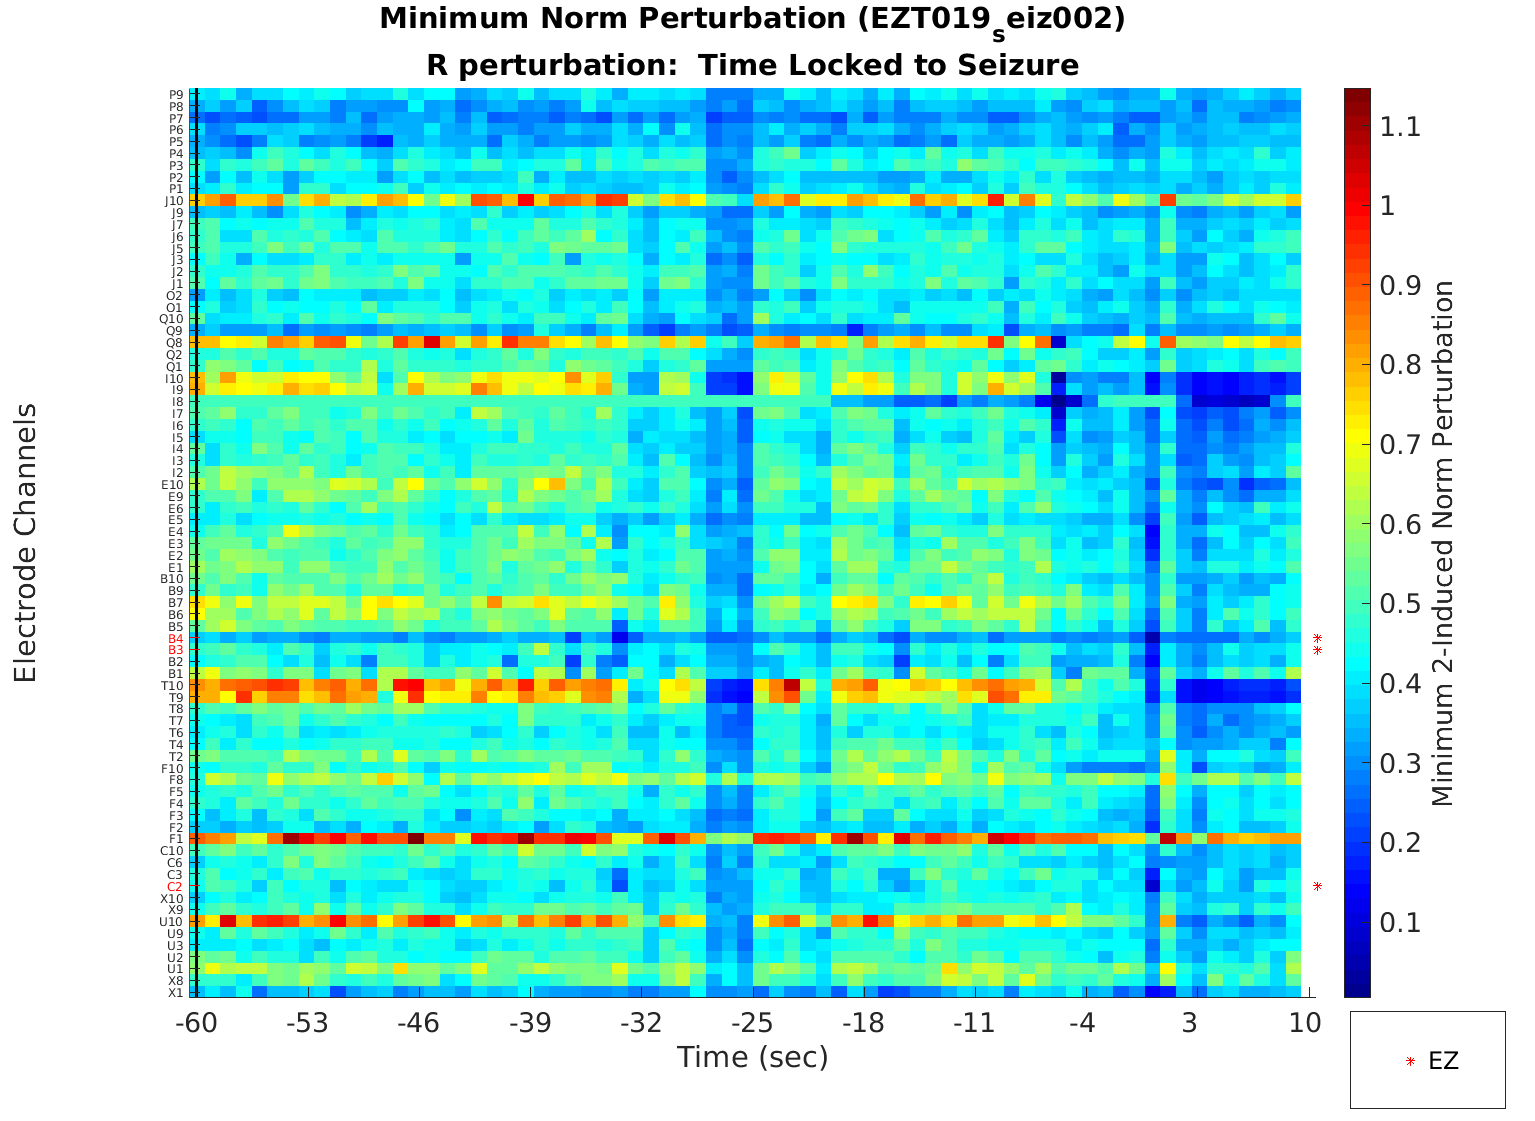 Minimum Norm Perturbation (EZT019seiz002)
R perturbation: Time Locked to Seizure
Electrode Channels
P9
P8
P7
P6
P5
P4
P3
P2
P1
J10
J9
J7
J6
J5
J3
J2
J1
O2
O1
Q10
Q9
Q8
Q2
Q1
I10
I9
I8
I7
I6
I5
I4
I3
I2
E10
E9
E6
E5
E4
E3
E2
E1
B10
B9
B7
B6
B5
B4
B3
B2
B1
T10
T9
T8
T7
T6
T4
T2
F10
F8
F5
F4
F3
F2
F1
C10
C6
C3
C2
X10
X9
U10
U9
U3
U2
U1
X8
X1
-60 -53 -46 -39 -32 -25 -18 -11 -4 3 10
Time (sec)
1.1
1
0.9
0.8
0.7
0.6
0.5
0.4
0.3
0.2
0.1
Minimum 2-Induced Norm Perturbation
EZ